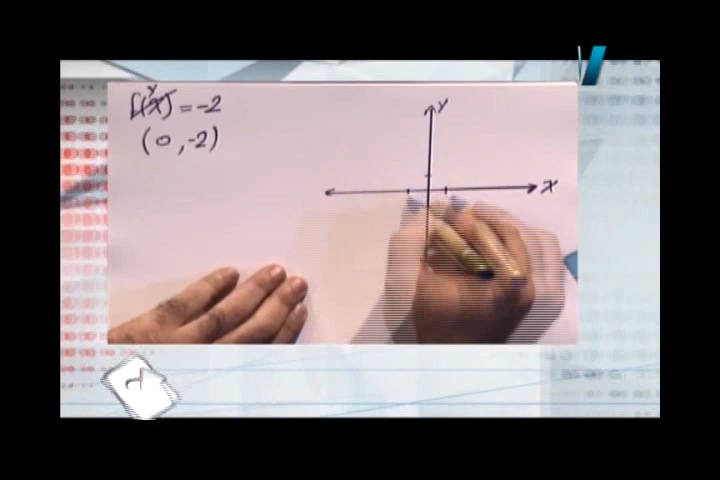 f(x) = -2
y
(0, -2)
y
x